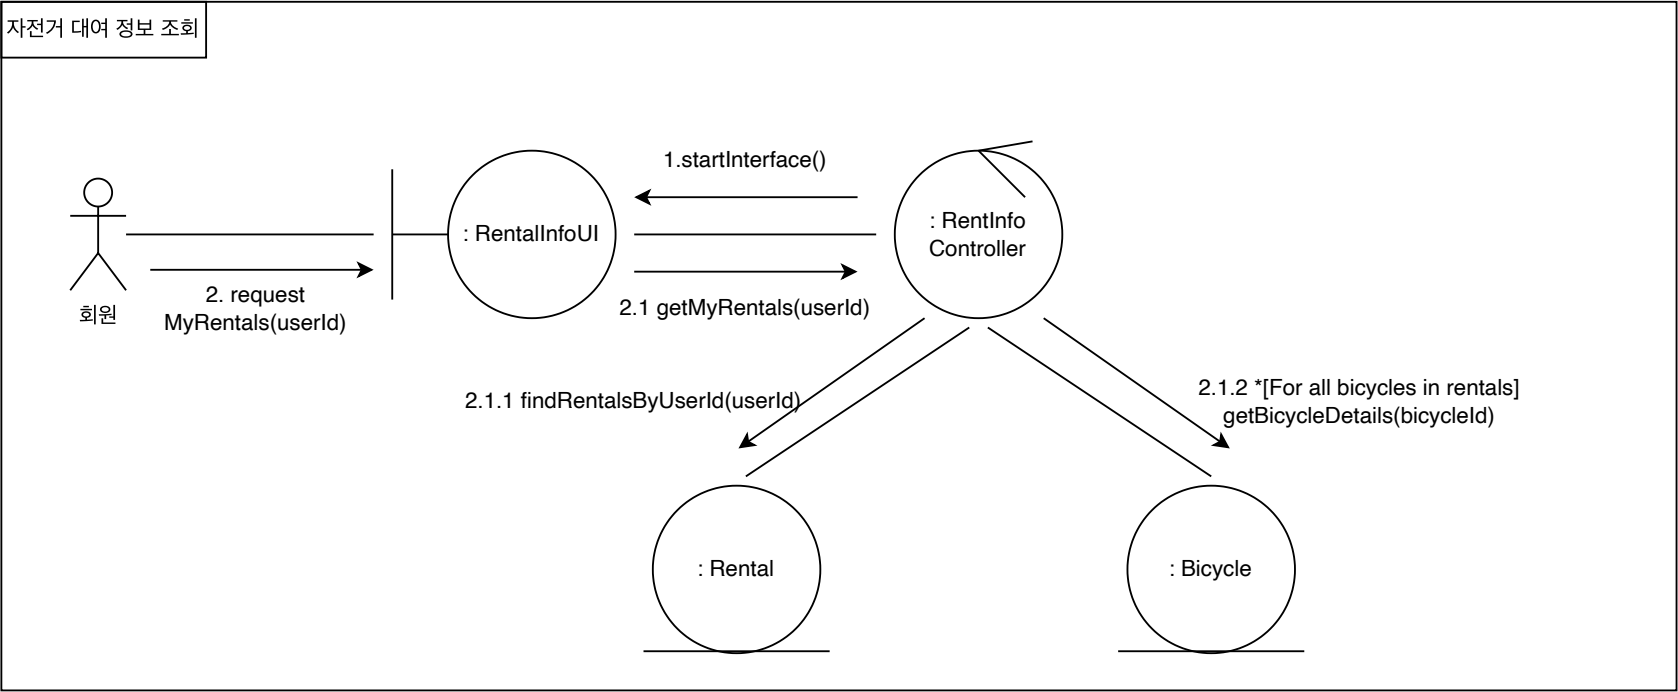 자전거 대여 정보 조회
1.startInterface()
: RentalInfoUI
: RentInfo
Controller
회원
2. request
MyRentals(userId)
2.1 getMyRentals(userId)
2.1.1 findRentalsByUserId(userId)
2.1.2 *[For all bicycles in rentals]
getBicycleDetails(bicycleId)
: Rental
: Bicycle